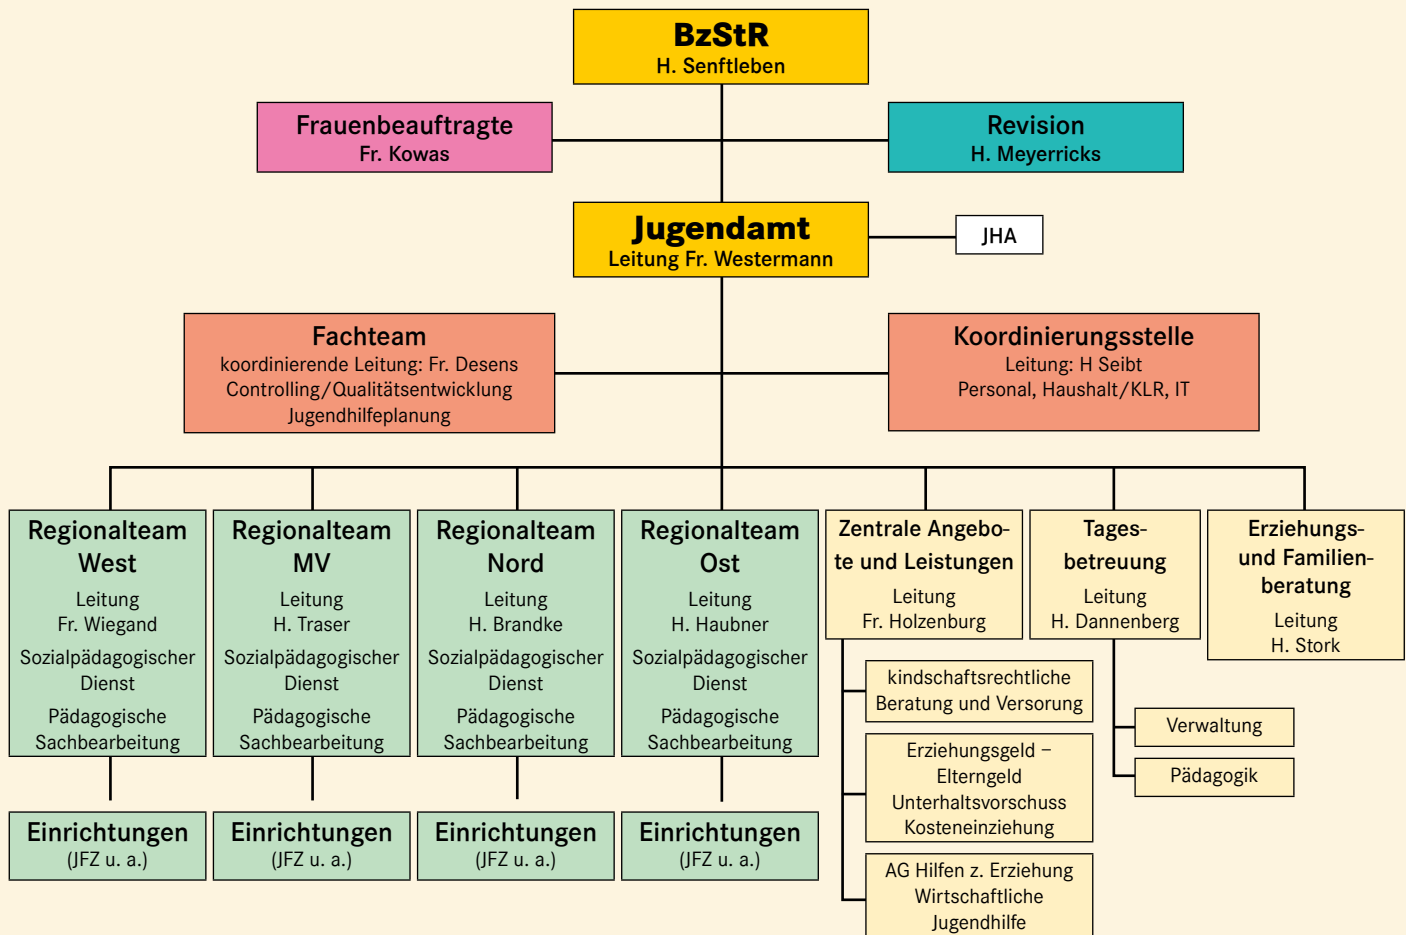 BzStR
H. Senftleben
Frauenbeauftragte
Fr. Kowas
Revision
H. Meyerricks
Jugendamt
Leitung Fr. Westermann
JHA
Fachteam
koordinierende Leitung: Fr. Desens
Controlling/Qualitätsentwicklung
Jugendhilfeplanung
Koordinierungsstelle
Leitung: H Seibt
Personal, Haushalt/KLR, IT
Regionalteam
West
Leitung
Fr. Wiegand
Sozialpädagogischer
Dienst
Pädagogische
Sachbearbeitung
Regionalteam
MV
Leitung
H. Traser
Sozialpädagogischer
Dienst
Pädagogische
Sachbearbeitung
Regionalteam
Nord
Leitung
H. Brandke
Sozialpädagogischer
Dienst
Pädagogische
Sachbearbeitung
Regionalteam
Ost
Leitung
H. Haubner
Sozialpädagogischer
Dienst
Pädagogische
Sachbearbeitung
Zentrale Angebo-
te und Leistungen
Leitung
Fr. Holzenburg
Tages-
betreuung
Leitung
H. Dannenberg
Erziehungs-
und Familien-
beratung
Leitung
H. Stork
kindschaftsrechtliche
Beratung und Versorung
Erziehungsgeld –
Elterngeld
Unterhaltsvorschuss
Kosteneinziehung
AG Hilfen z. Erziehung
Wirtschaftliche
Jugendhilfe
Verwaltung
Pädagogik
Einrichtungen
(JFZ u. a.)
Einrichtungen
(JFZ u. a.)
Einrichtungen
(JFZ u. a.)
Einrichtungen
(JFZ u. a.)